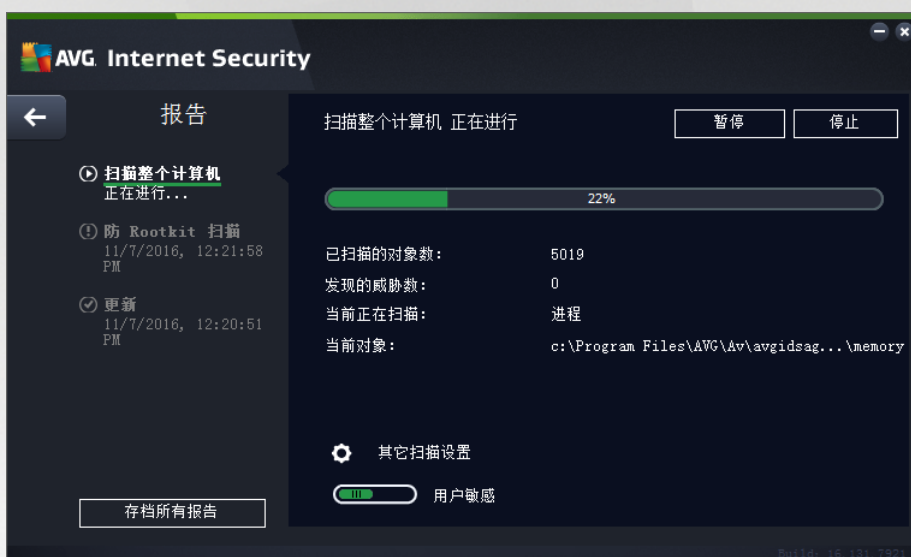 AVG. Internet Security
报告
扫描整个计算机
正在进行...
防 Rootkit 扫描
11/7/2016, 12:21:58
PM
更新
11/7/2016, 12:20:51
PM
存档所有报告
扫描整个计算机 正在进行
暂停
停止
22%
已扫描的对象数: 5019
发现的威胁数: 0
当前正在扫描: 进程
当前对象: c:\Program Files\AVG\Av\avgidsag...\memory
其它扫描设置
用户敏感
Build: 16.131.7921